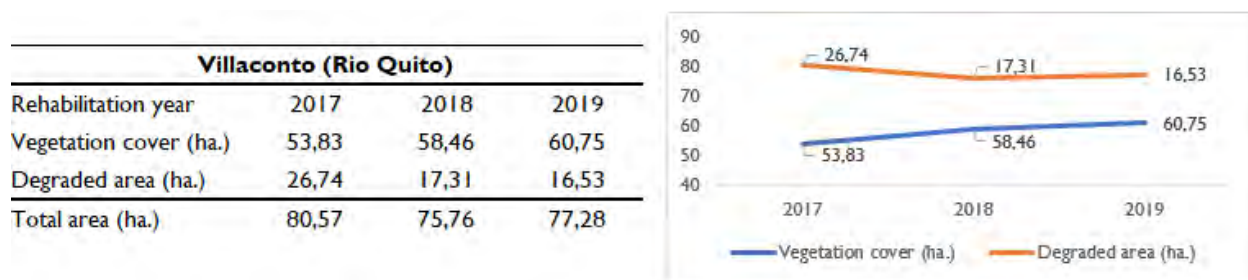 Villaconto (Rio Quito)
Rehabilitation year 2017 2018 2019
Vegetation cover (ha.) 53,83 58,46 60,75
Degraded area (ha.) 26,74 17,31 16,53
Total area (ha.) 80,57 75,76 77,28
90
80
70
60
50
40
26,74
17,31
16,53
53,83
58,46
60,75
2017 2018 2019
Vegetation cover (ha.) Degraded area (ha.)